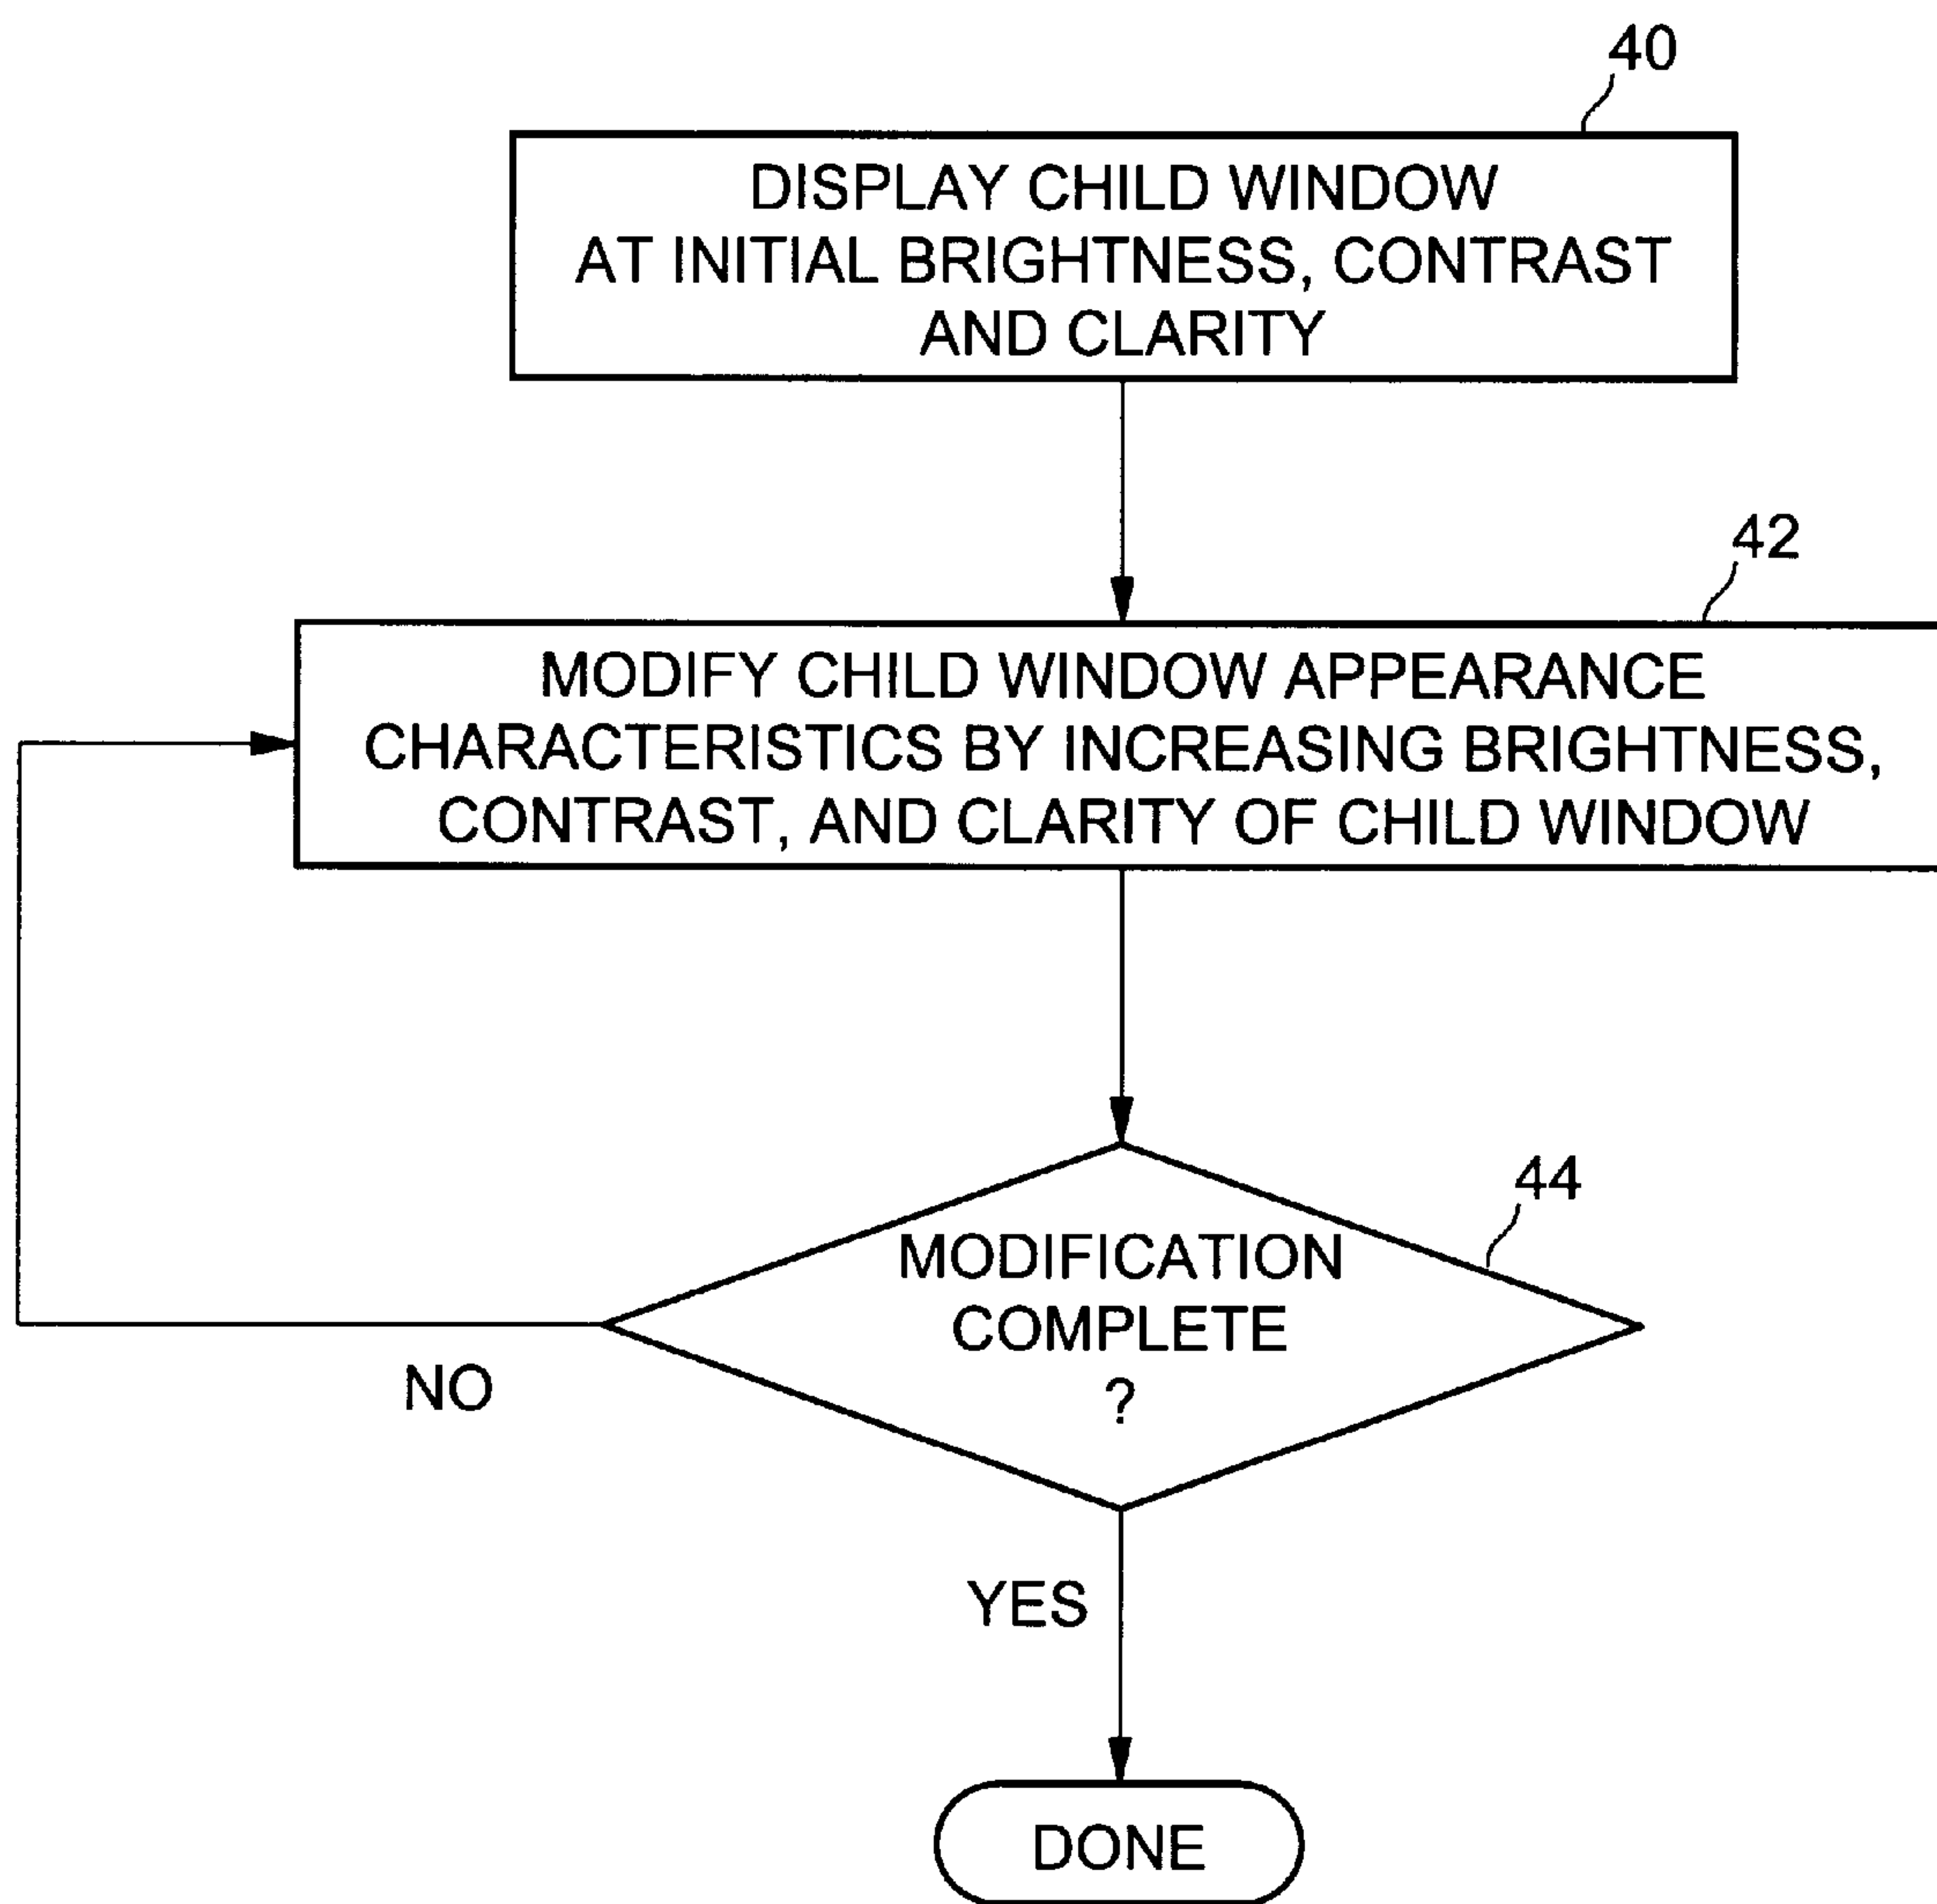 40
DISPLAY CHILD WINDOW
AT INITIAL BRIGHTNESS, CONTRAST
AND CLARITY
42
MODIFY CHILD WINDOW APPEARANCE
CHARACTERISTICS BY INCREASING BRIGHTNESS,
CONTRAST, AND CLARITY OF CHILD WINDOW
44
MODIFICATION
COMPLETE
?
NO
YES
DONE